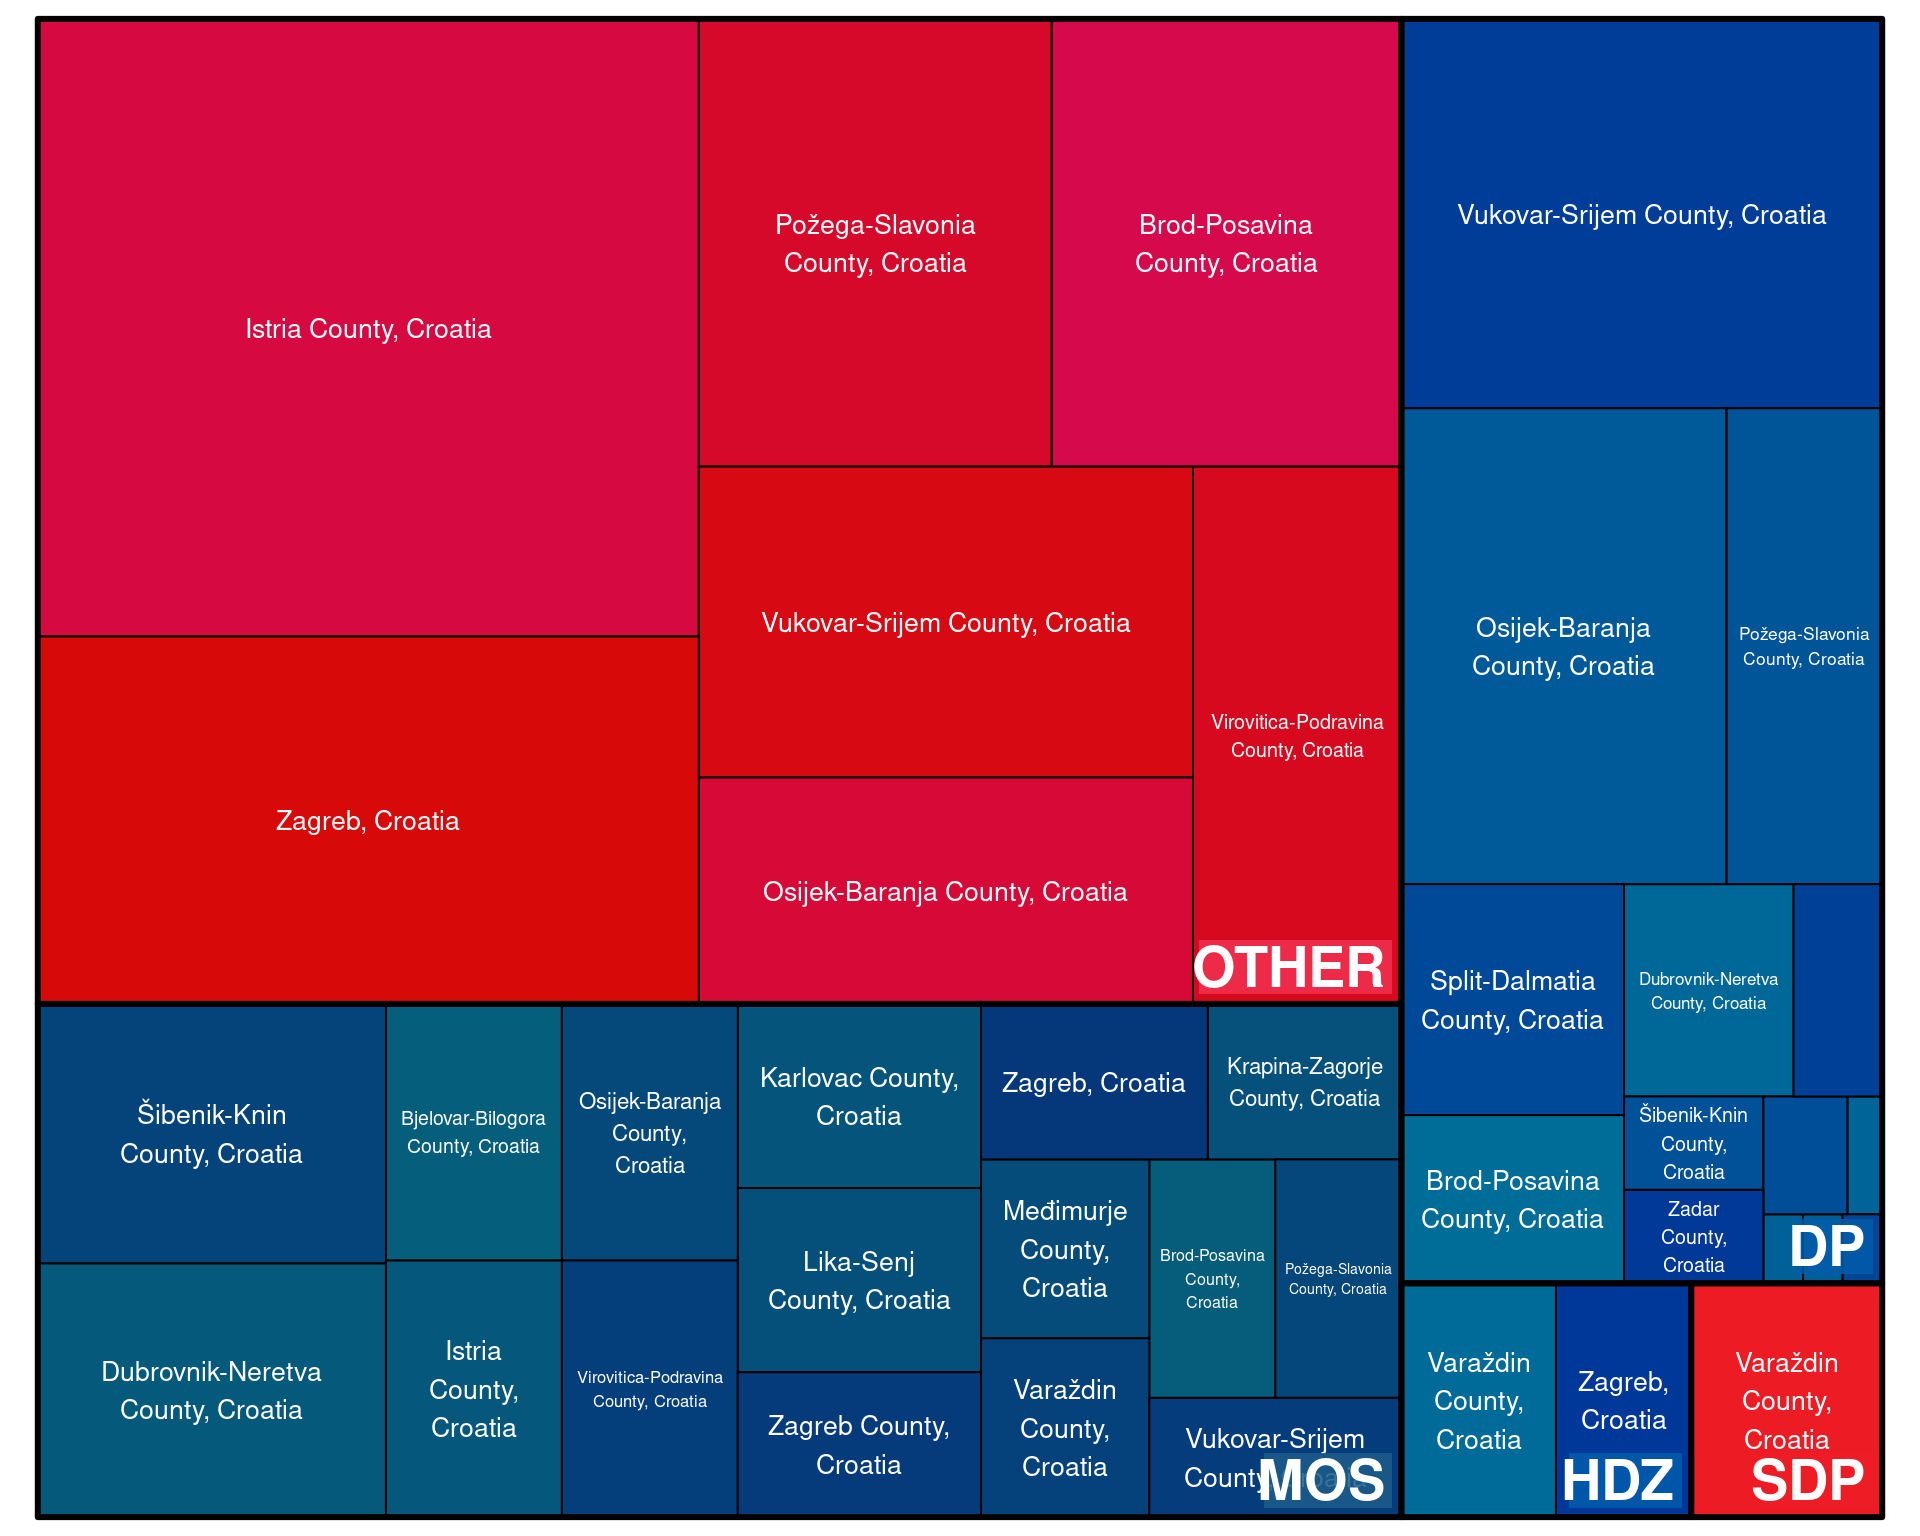 Istria County, Croatia
Požega-Slavonia
County, Croatia
Brod-Posavina
County, Croatia
Zagreb, Croatia
Vukovar-Srijem County, Croatia
Osijek-Baranja County, Croatia
Virovitica-Podravina
County, Croatia
OTHER
Vukovar-Srijem County, Croatia
Osijek-Baranja
County, Croatia
Požega-Slavonia
County, Croatia
Split-Dalmatia
County, Croatia
Dubrovnik-Neretva
County, Croatia
Brod-Posavina
County, Croatia
Šibenik-Knin
County,
Croatia
Zadar
County,
Croatia
DP
Šibenik-Knin
County, Croatia
Dubrovnik-Neretva
County, Croatia
Bjelovar-Bilogora
County, Croatia
Istria
County,
Croatia
Osijek-Baranja
County,
Croatia
Virovitica-Podravina
County, Croatia
Karlovac County,
Croatia
Lika-Senj
County, Croatia
Zagreb County,
Croatia
Zagreb, Croatia
Krapina-Zagorje
County, Croatia
Međimurje
County,
Croatia
Varaždin
County,
Croatia
Brod-Posavina
County,
Croatia
Požega-Slavonia
County, Croatia
Vukovar-Srijem
County
MOS
Varaždin
County,
Croatia
Zagreb,
Croatia
HDZ
Varaždin
County,
Croatia
SDP